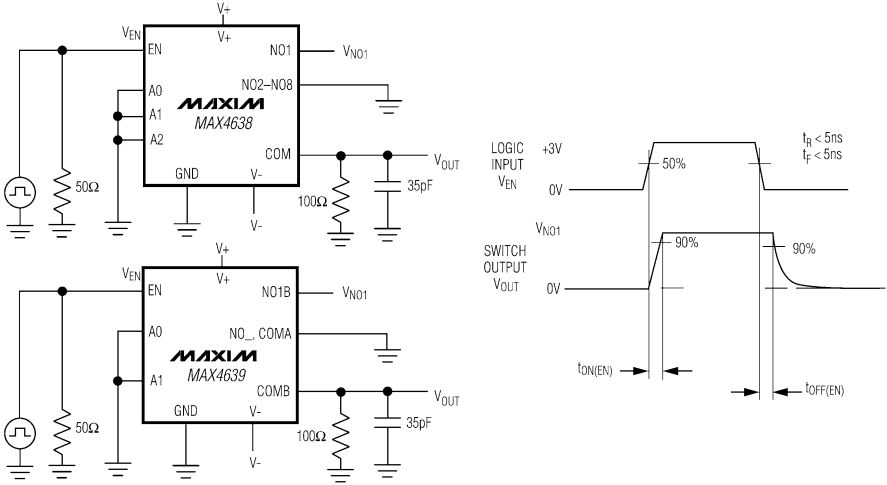 V+
VEN
V+
EN
NO1
VNO1
A0
NO2–NO8
A1
MAXIM
MAX4638
A2
COM
VOUT
GND
V-
50Ω
100Ω
35pF
V-
V+
VEN
V+
EN
NO1B
VNO1
A0
NO_, COMA
MAXIM
MAX4639
A1
COMB
VOUT
GND
V-
50Ω
100Ω
35pF
V-
LOGIC
INPUT
VEN
+3V
50%
0V
tR < 5ns
tF < 5ns
VNO1
SWITCH
OUTPUT
VOUT
90%
90%
0V
tON(EN)
tOFF(EN)